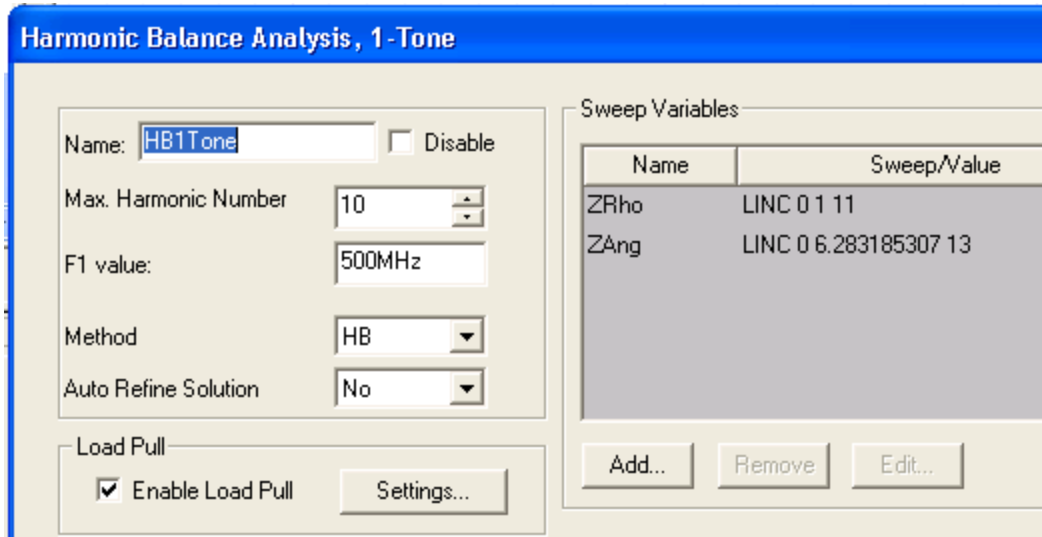 Harmonic Balance Analysis, 1-Tone
Name: HB1Tone Disable
Max. Harmonic Number 10
F1 value: 500MHz
Method HB
Auto Refine Solution No
Load Pull
Enable Load Pull Settings...
Sweep Variables
Name Sweep/Value
ZRho LINC 0 1 11
ZAng LINC 0 6.283185307 13
Add... Remove Edit...